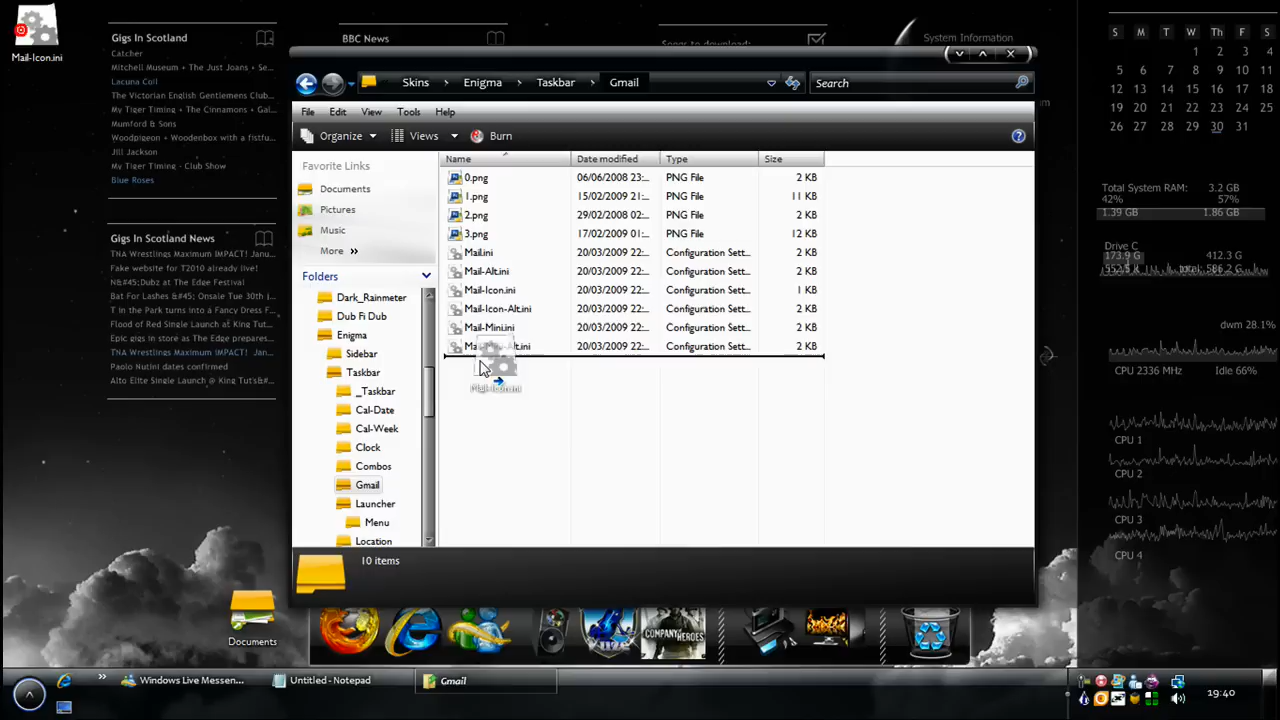 Mail-Icon.ini
Gigs In Scotland
Catcher
Mitchell Museum + The Just Joans + Se...
Lacuna Coil
The Victorian English Gentlemens Club...
My Tiger Timing + The Cinnamons + Gal...
Mumford & Sons
Woodpigeon + Woodenbox with a fistfu...
Jill Jackson
My Tiger Timing - Club Show
Blue Roses
Gigs In Scotland News
TNA Wrestlings Maximum iMPACT! Janu...
Fake website for T2010 already live!
N&#45;Dubz at The Edge Festival
Bat For Lashes &#45; Onsale Tue 30th J...
T in the Park turns into a Fancy Dress F...
Flood of Red Single Launch at King Tut...
Epic gigs in store as The Edge prepares...
TNA Wrestlings Maximum iMPACT! Jan...
Paolo Nutini dates confirmed
Alto Elite Single Launch @ King Tut's&...
BBC News
Songs to download:
System Information
Skins
Enigma
Taskbar
Gmail
Search
File Edit View Tools Help
Organize Views Burn
Favorite Links
Documents
Pictures
Music
More »
Folders
Dark_Rainmeter
Dub Fi Dub
Enigma
Sidebar
Taskbar
_Taskbar
Cal-Date
Cal-Week
Clock
Combos
Gmail
Launcher
Menu
Location
Name Date modified Type Size
0.png 06/06/2008 23:... PNG File 2 KB
1.png 15/02/2009 21:... PNG File 11 KB
2.png 29/02/2008 02:... PNG File 2 KB
3.png 17/02/2009 01:... PNG File 12 KB
Mail.ini 20/03/2009 22:... Configuration Sett... 2 KB
Mail-Alt.ini 20/03/2009 22:... Configuration Sett... 2 KB
Mail-Icon.ini 20/03/2009 22:... Configuration Sett... 1 KB
Mail-Icon-Alt.ini 20/03/2009 22:... Configuration Sett... 2 KB
Mail-Mini.ini 20/03/2009 22:... Configuration Sett... 2 KB
20/03/2009 22:... Configuration Sett... 2 KB
Mail-Icon.ini
10 items
S M T W Th F S
1 2 3 4
5 6 7 8 9 10 11
12 13 14 15 16 17 18
19 20 21 22 23 24 25
26 27 28 29 30 31
Total System RAM: 3.2 GB
42% 57%
1.39 GB 1.86 GB
Drive C
173.9 G 412.3 G
total: 586.2 G
dwm 28.1%
CPU 2336 MHz Idle 66%
CPU 1
CPU 2
CPU 3
CPU 4
Documents
COMPANY HEROES
Windows Live Messen...
Untitled - Notepad
Gmail
19:40